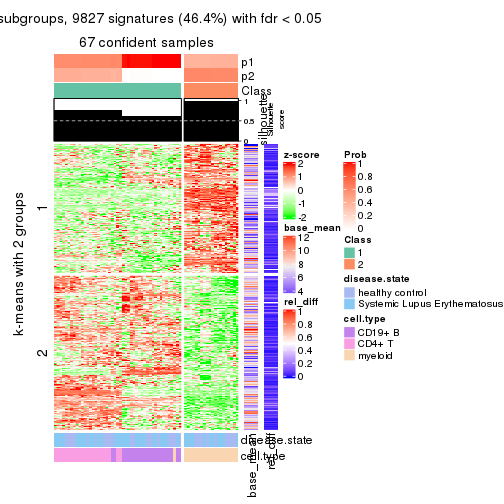 subgroups, 9827 signatures (46.4%) with fdr < 0.05
67 confident samples
p1
p2
Class
1
0.5
0
silhouette
Silhouette
score
k-means with 2 groups
1
2
disease.state
cell.type
base_mean
rel_diff
z-score
2
1
0
-1
-2
base_mean
12
10
8
6
4
rel_diff
1
0.8
0.6
0.4
0.2
0
Prob
1
0.8
0.6
0.4
0.2
0
Class
1
2
disease.state
healthy control
Systemic Lupus Erythematosus
cell.type
CD19+ B
CD4+ T
myeloid